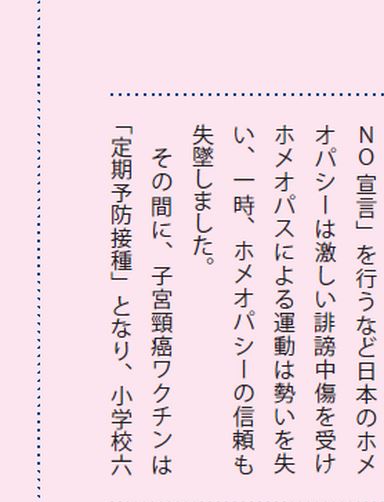 NO宣言」を行うなど日本のホメ
オパシーは激しい誹謗中傷を受け
ホメオパスによる運動は勢いを失
い、一時、ホメオパシーの信頼も
失墜しました。
その間に、子宮頸癌ワクチンは
「定期予防接種」となり、小学校六